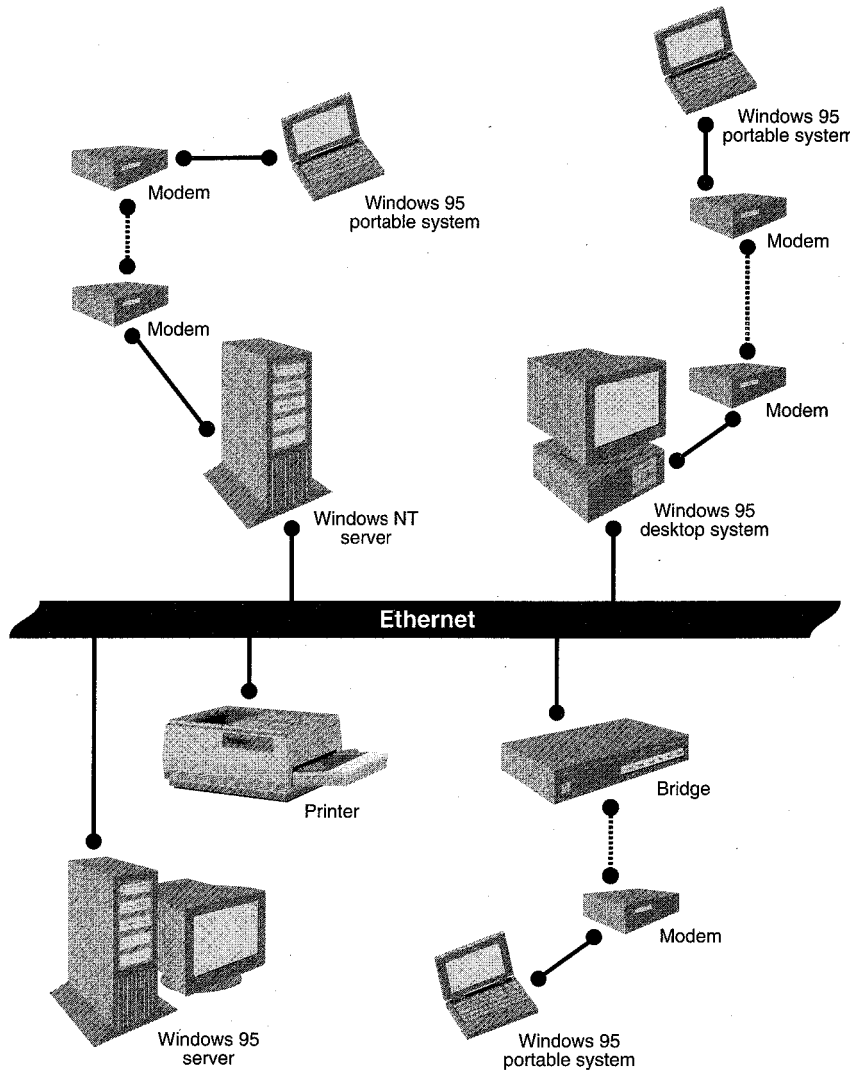 Windows 95
portable system
Modem
Windows 95
portable system
Modem
Modem
Modem
Windows NT
server
Windows 95
desktop system
Ethernet
Printer
Bridge
Modem
Windows 95
server
Windows 95
portable system